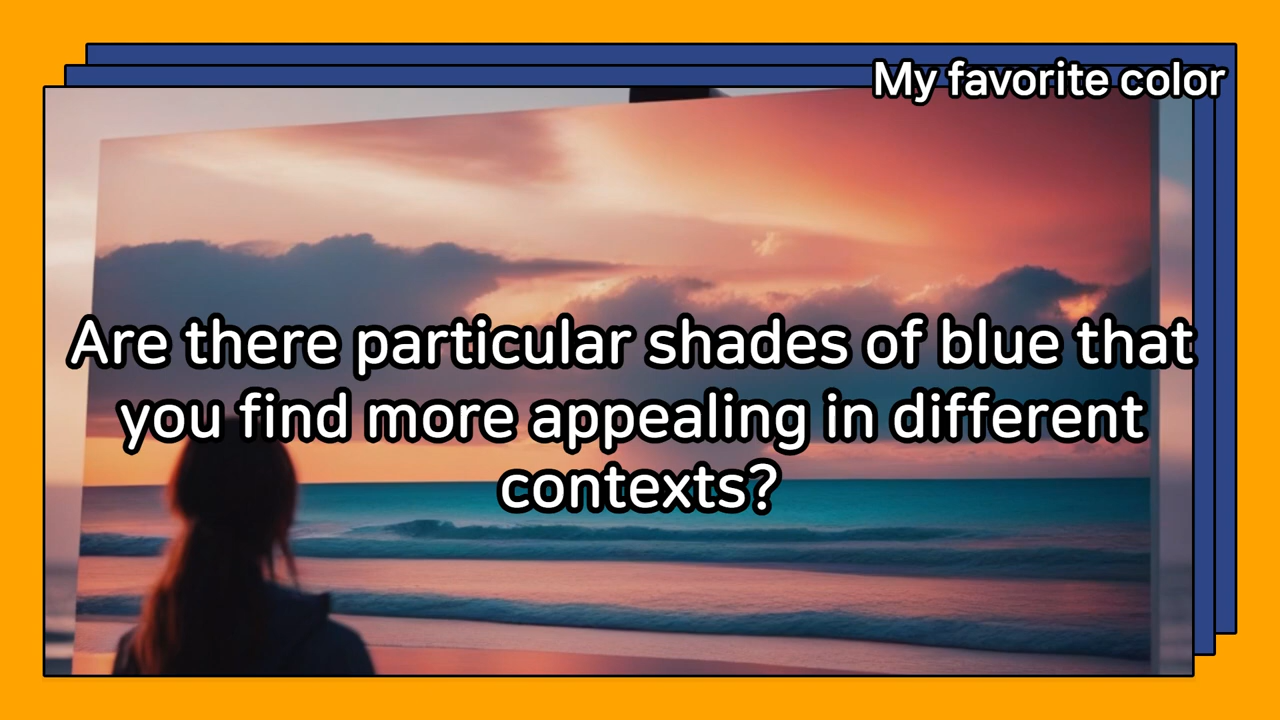 My favorite color
Are there particular shades of blue that
you find more appealing in different
contexts?